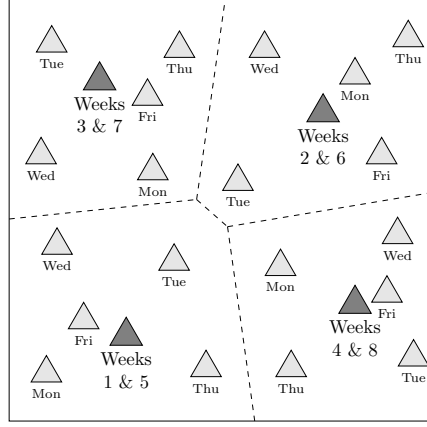 Tue
Thu
Fri
Weeks
3 & 7
Wed
Mon
Wed
Thu
Mon
Weeks
2 & 6
Fri
Tue
Wed
Tue
Fri
Weeks
1 & 5
Mon
Thu
Wed
Mon
Fri
Weeks
4 & 8
Thu
Tue